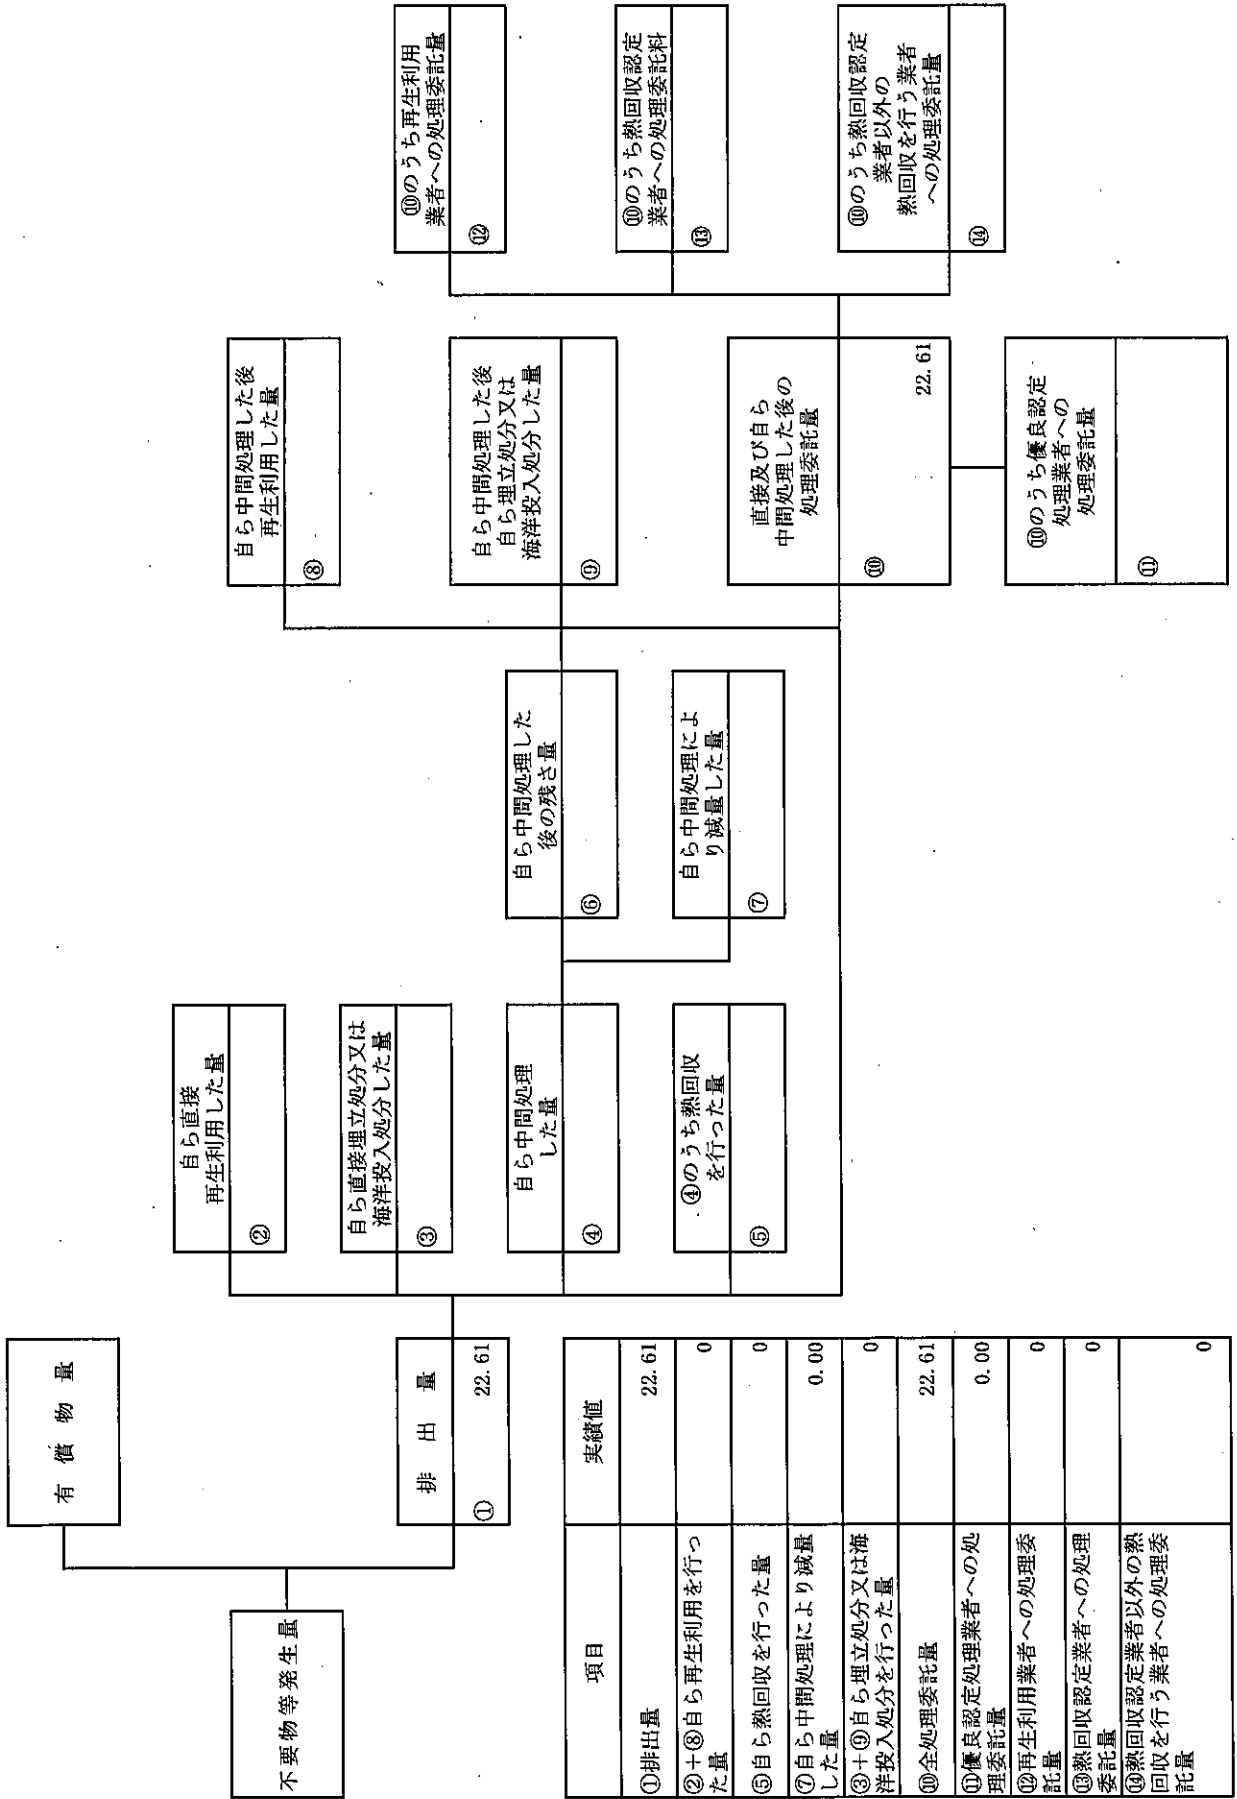 不要物等発生量
有償物量
排出量
① 22.61
自ら直接
再生利用した量
②
自ら直接埋立処分又は
海洋投入処分した量
③
自ら中間処理
した量
④
④のうち熱回収
を行った量
⑤
自ら中間処理した
後の残さ量
⑥
自ら中間処理によ
り減量した量
⑦
自ら中間処理した後
再生利用した量
⑧
自ら中間処理した後
自ら埋立処分又は
海洋投入処分した量
⑨
直接及び自ら
中間処理した後の
処理委託量
⑩ 22.61
⑩のうち優良認定
処理業者への
処理委託量
⑪
⑩のうち再生利用
業者への処理委託量
⑫
⑩のうち熱回収認定
業者への処理委託料
⑬
⑩のうち熱回収認定
業者以外の
熱回収を行う業者
への処理委託量
⑭
項目 実績値
①排出量 22.61
②+⑧自ら再生利用を行っ 0
た量
⑤自ら熱回収を行った量 0
⑦自ら中間処理により減量 0.00
した量
③+⑨自ら埋立処分又は海 0
洋投入処分を行った量
⑩全処理委託量 22.61
⑪優良認定処理業者への処 0.00
理委託量
⑫再生利用業者への処理委 0
託量
⑬熱回収認定業者への処理 0
委託量
⑭熱回収認定業者以外の熱 0
回収を行う業者への処理委
託量